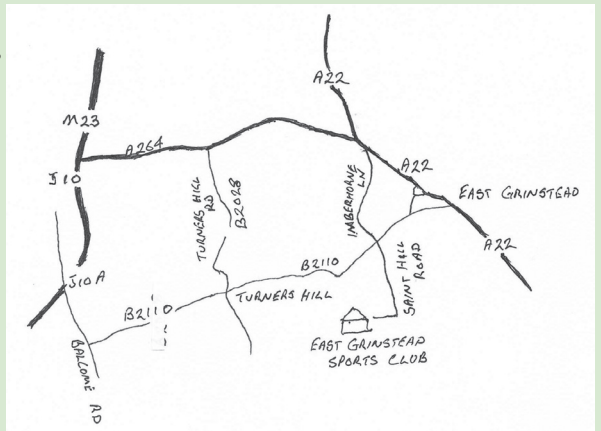 A22
M23
A264
J10
A22
EAST GRINSTEAD
TURNERS HILL
RD
B2028
IMBERHORNE
LN
A22
B2110
SAINT HILL
ROAD
J10A
TURNERS HILL
B2110
EAST GRINSTEAD
SPORTS CLUB
BALCOME RD